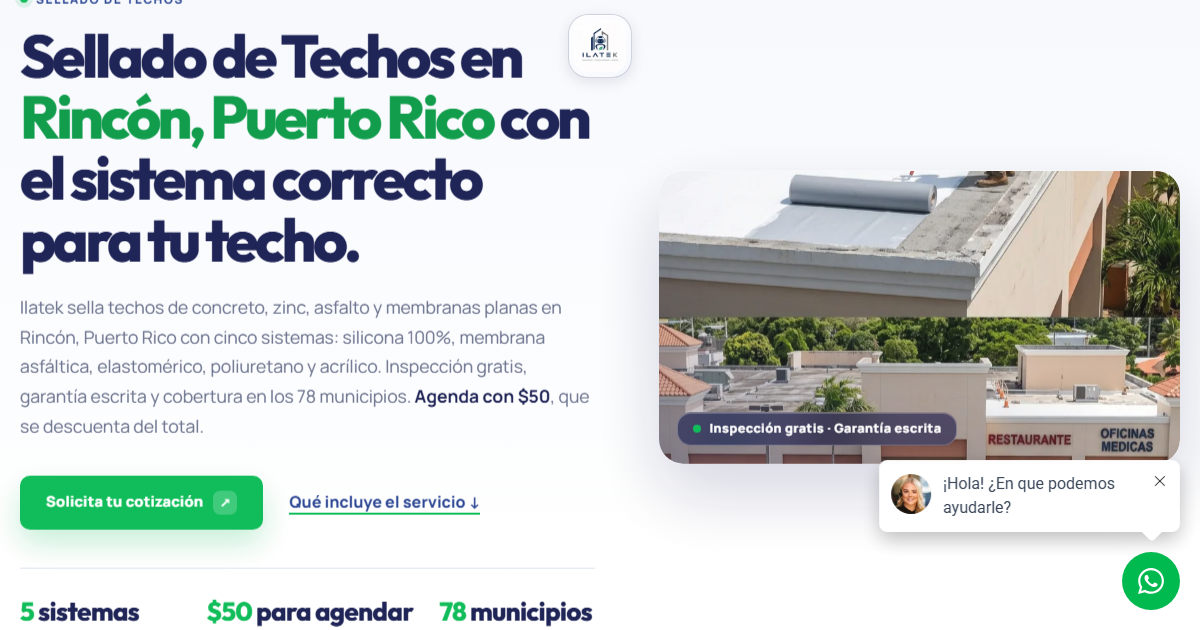 SELLADO DE TECHOS
ILATEK
Sellado de Techos en
Rincón, Puerto Rico con
el sistema correcto
para tu techo.
Ilatek sella techos de concreto, zinc, asfalto y membranas planas en
Rincón, Puerto Rico con cinco sistemas: silicona 100%, membrana
asfáltica, elastomérico, poliuretano y acrílico. Inspección gratis,
garantía escrita y cobertura en los 78 municipios. Agenda con $50, que
se descuenta del total.
Solicita tu cotización ↗
Qué incluye el servicio ↓
5 sistemas
$50 para agendar
78 municipios
Inspección gratis · Garantía escrita
RESTAURANTE
OFICINAS
MEDICAS
¡Hola! ¿En que podemos
ayudarle?